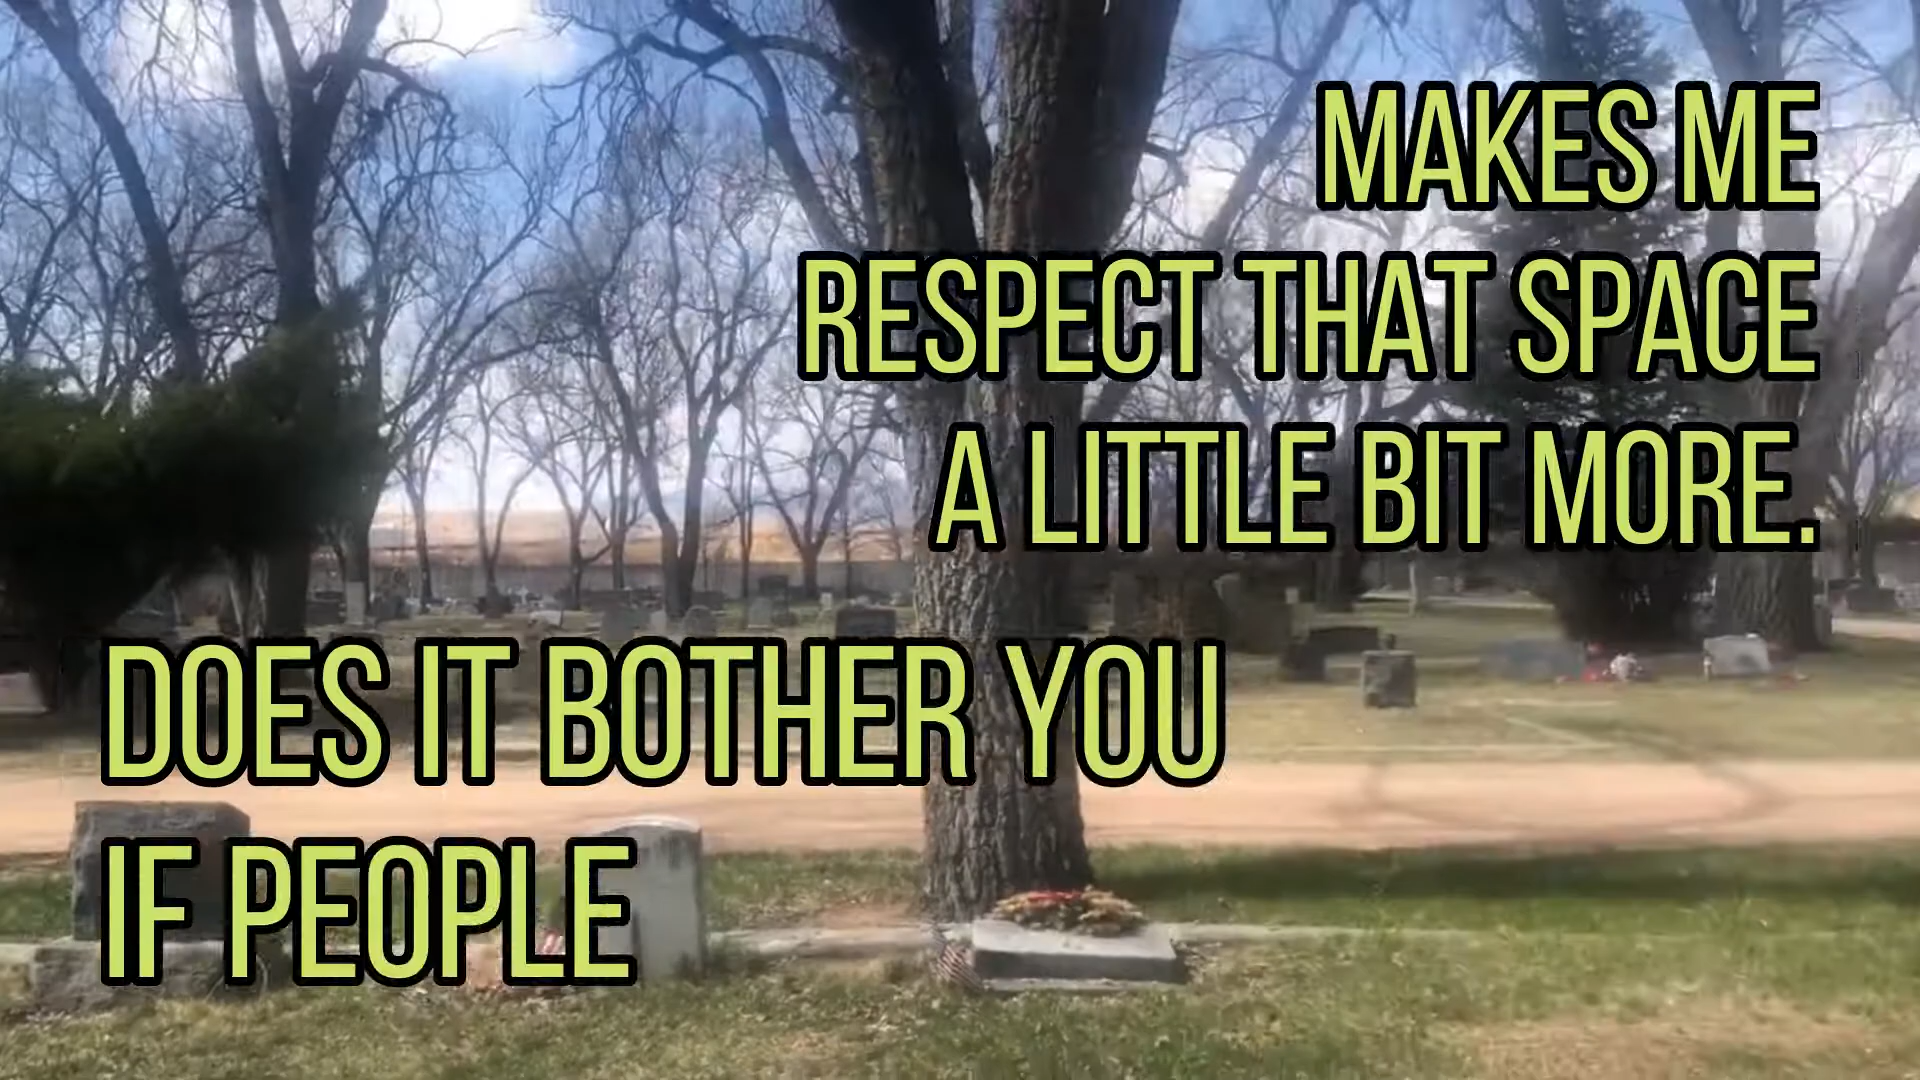 MAKES ME
RESPECT THAT SPACE
A LITTLE BIT MORE.
DOES IT BOTHER YOU
IF PEOPLE